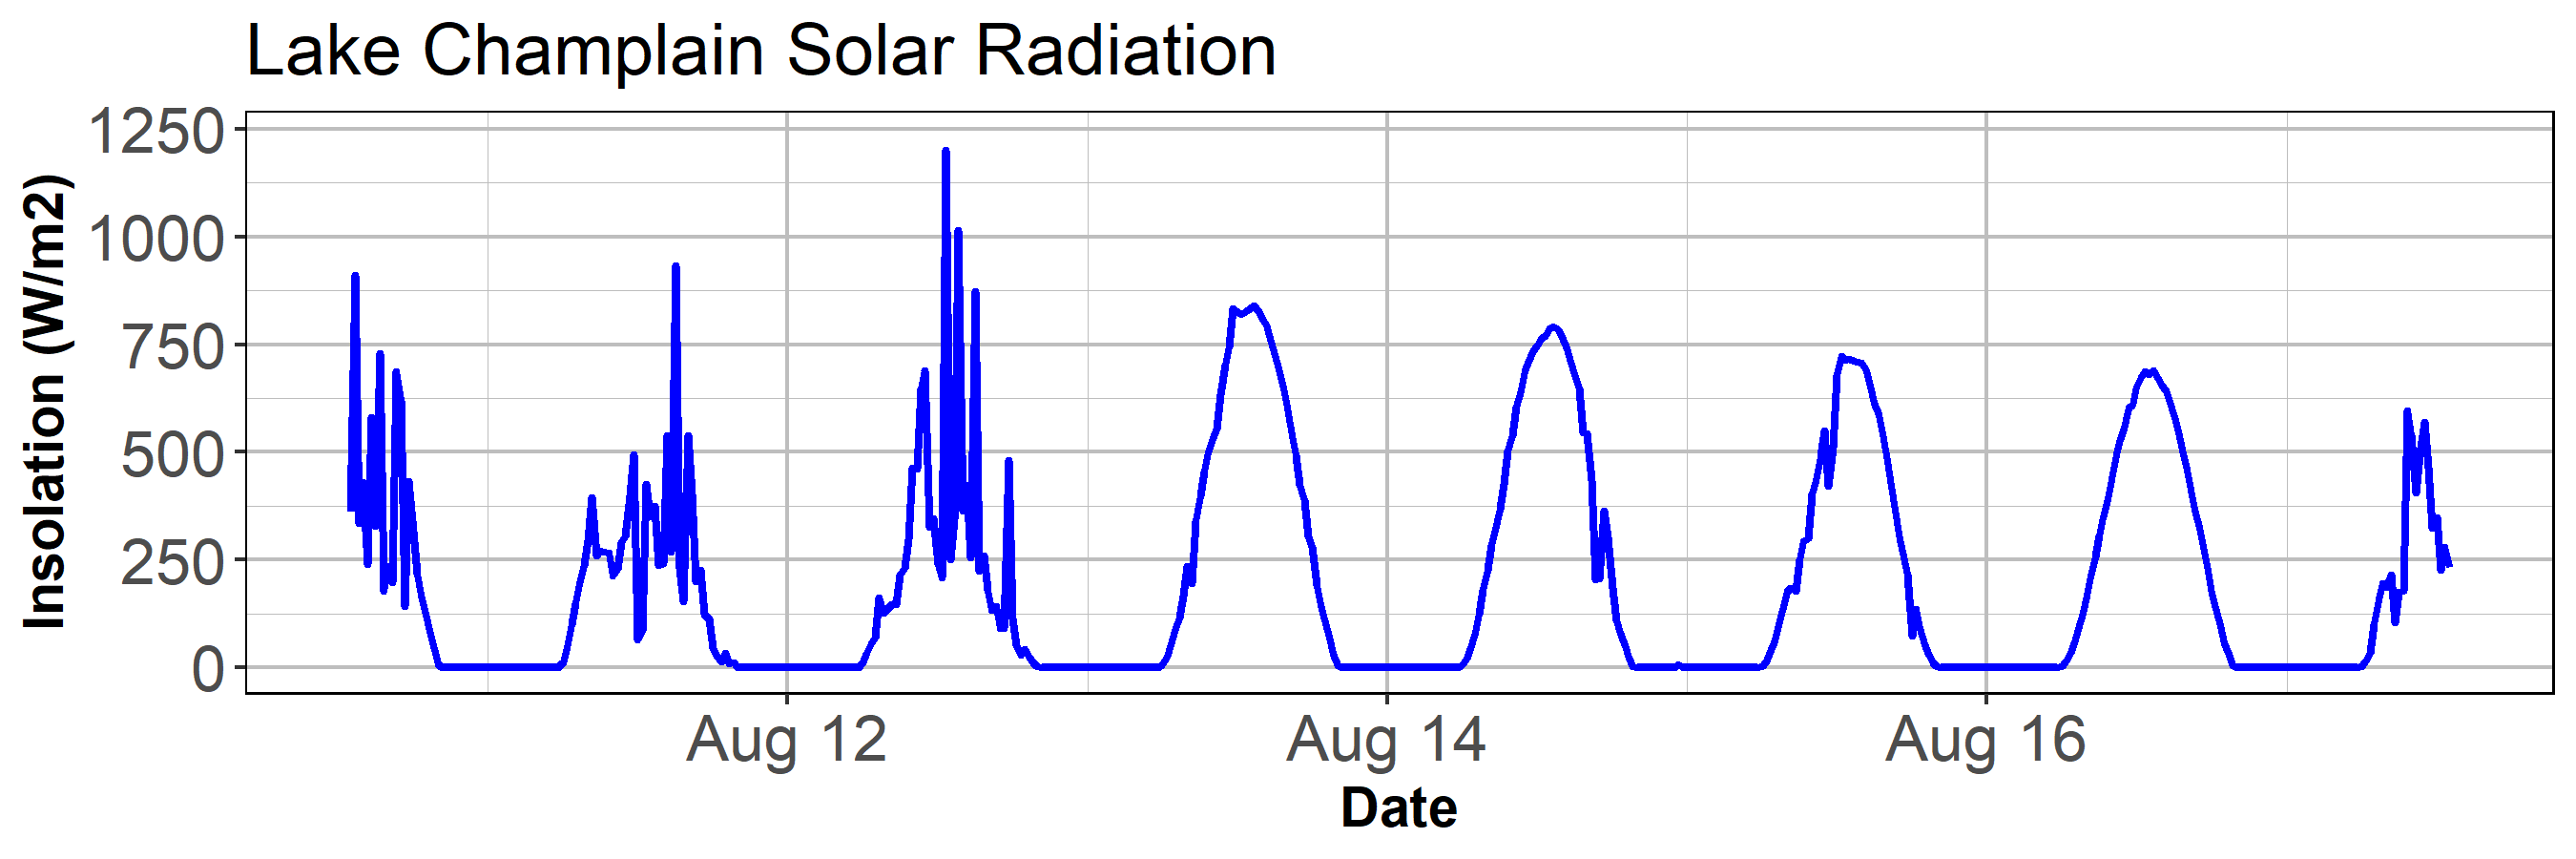 Lake Champlain Solar Radiation
Insolation (W/m2)
1250
1000
750
500
250
0
Aug 12
Aug 14
Aug 16
Date